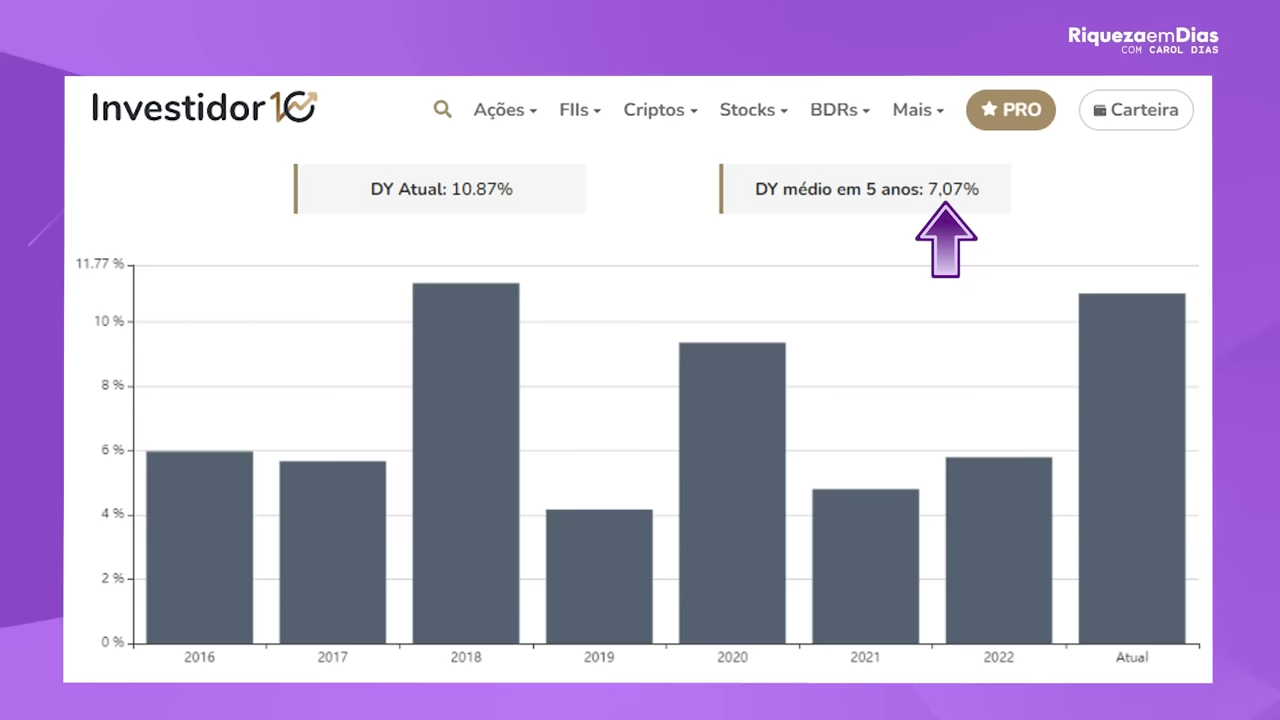 RiquezaemDias
COM CAROL DIAS
Investidor 10
Ações
FIIs
Criptos
Stocks
BDRs
Mais
PRO
Carteira
DY Atual: 10.87%
DY médio em 5 anos: 7,07%
11.77 %
10 %
8 %
6 %
4 %
2 %
0 %
2016
2017
2018
2019
2020
2021
2022
Atual